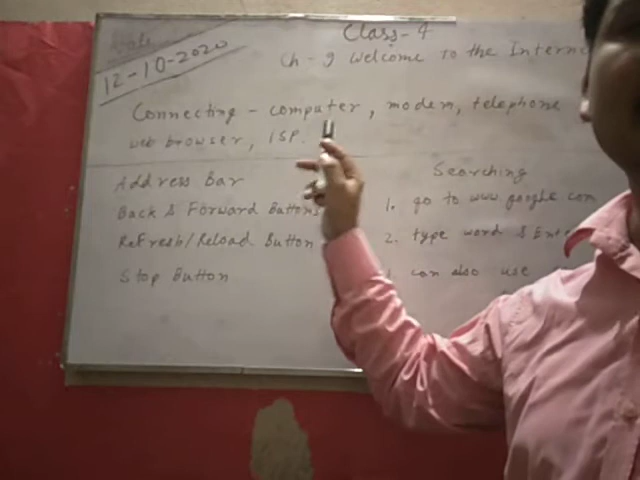 Date
12-10-2020
Class-4
Ch-9 Welcome to the Interne
Connecting - computer, modem, telephone
web browser, ISP.
Address Bar
Back & Forward Buttons
Refresh/Reload Button
Stop Button
Searching
1. go to www.google.com
2. type word & Ente
can also use